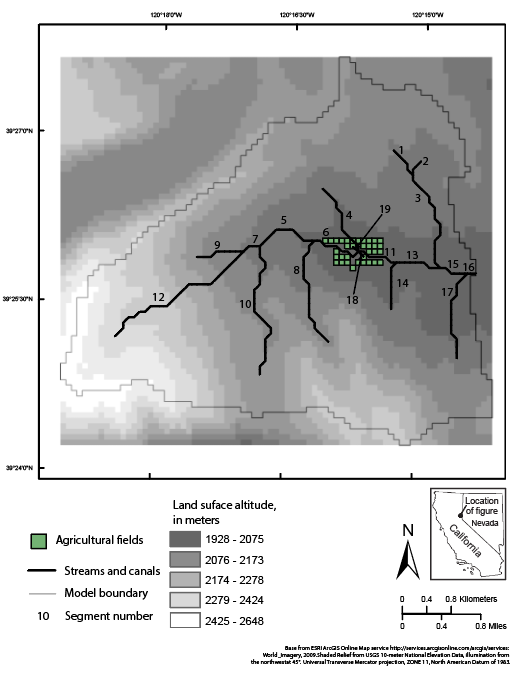 120°18'0"W 120°16'30"W 120°15'0"W
39°27'0"N
39°25'30"N
39°24'0"N
1
2
3
4
19
5
6
7
9
8
11
13
15
16
12
10
18
14
17
Agricultural fields
Streams and canals
Model boundary
10 Segment number
Land suface altitude,
in meters
1928 - 2075
2076 - 2173
2174 - 2278
2279 - 2424
2425 - 2648
N
Location
of figure
Nevada
California
0 0.4 0.8 Kilometers
0 0.4 0.8 Miles
Base from ESRI ArcGIS Online Map service http://services.arcgisonline.com/arcgis/services:
World_Imagery, 2009.Shaded Relief from USGS 10-meter National Elevation Data, illumination from
the northwest 45°. Universal Transverse Mercator projection, ZONE 11, North American Datum of 1983.